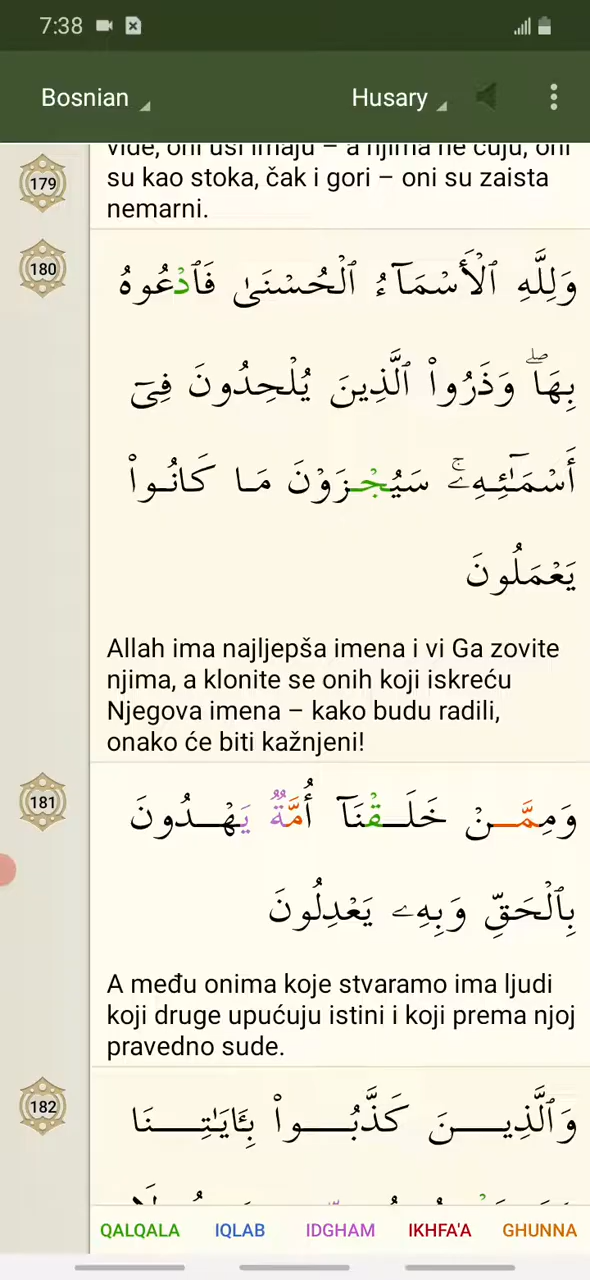 7:38
Bosnian Husary
vide, oni uši imaju – a njima ne čuju, oni
179
su kao stoka, čak i gori – oni su zaista
nemarni.
180
وَلِلَّهِ ٱلْأَسْمَآءُ ٱلْحُسْنَىٰ فَٱدْعُوهُ
بِهَا ۖ وَذَرُوا۟ ٱلَّذِينَ يُلْحِدُونَ فِىٓ
أَسْمَـٰٓئِهِۦ ۚ سَيُجْزَوْنَ مَا كَانُوا۟
يَعْمَلُونَ
Allah ima najljepša imena i vi Ga zovite
njima, a klonite se onih koji iskreću
Njegova imena – kako budu radili,
onako će biti kažnjeni!
181
وَمِمَّنْ خَلَقْنَآ أُمَّةٌ يَهْدُونَ
بِٱلْحَقِّ وَبِهِۦ يَعْدِلُونَ
A među onima koje stvaramo ima ljudi
koji druge upućuju istini i koji prema njoj
pravedno sude.
182
وَٱلَّذِينَ كَذَّبُوا۟ بِـَٔايَـٰتِنَا
QALQALA IQLAB IDGHAM IKHFA'A GHUNNA